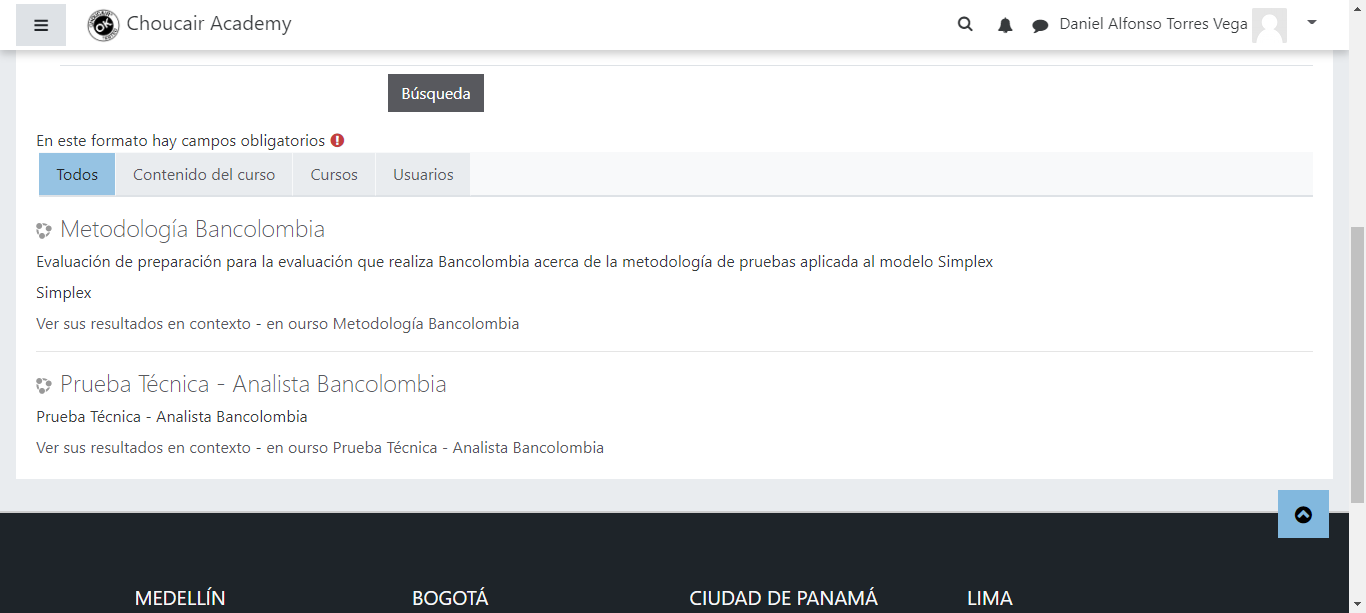 Choucair Academy
Daniel Alfonso Torres Vega
Búsqueda
En este formato hay campos obligatorios
Todos
Contenido del curso
Cursos
Usuarios
Metodología Bancolombia
Evaluación de preparación para la evaluación que realiza Bancolombia acerca de la metodología de pruebas aplicada al modelo Simplex
Simplex
Ver sus resultados en contexto - en ourso Metodología Bancolombia
Prueba Técnica - Analista Bancolombia
Prueba Técnica - Analista Bancolombia
Ver sus resultados en contexto - en ourso Prueba Técnica - Analista Bancolombia
MEDELLÍN
BOGOTÁ
CIUDAD DE PANAMÁ
LIMA